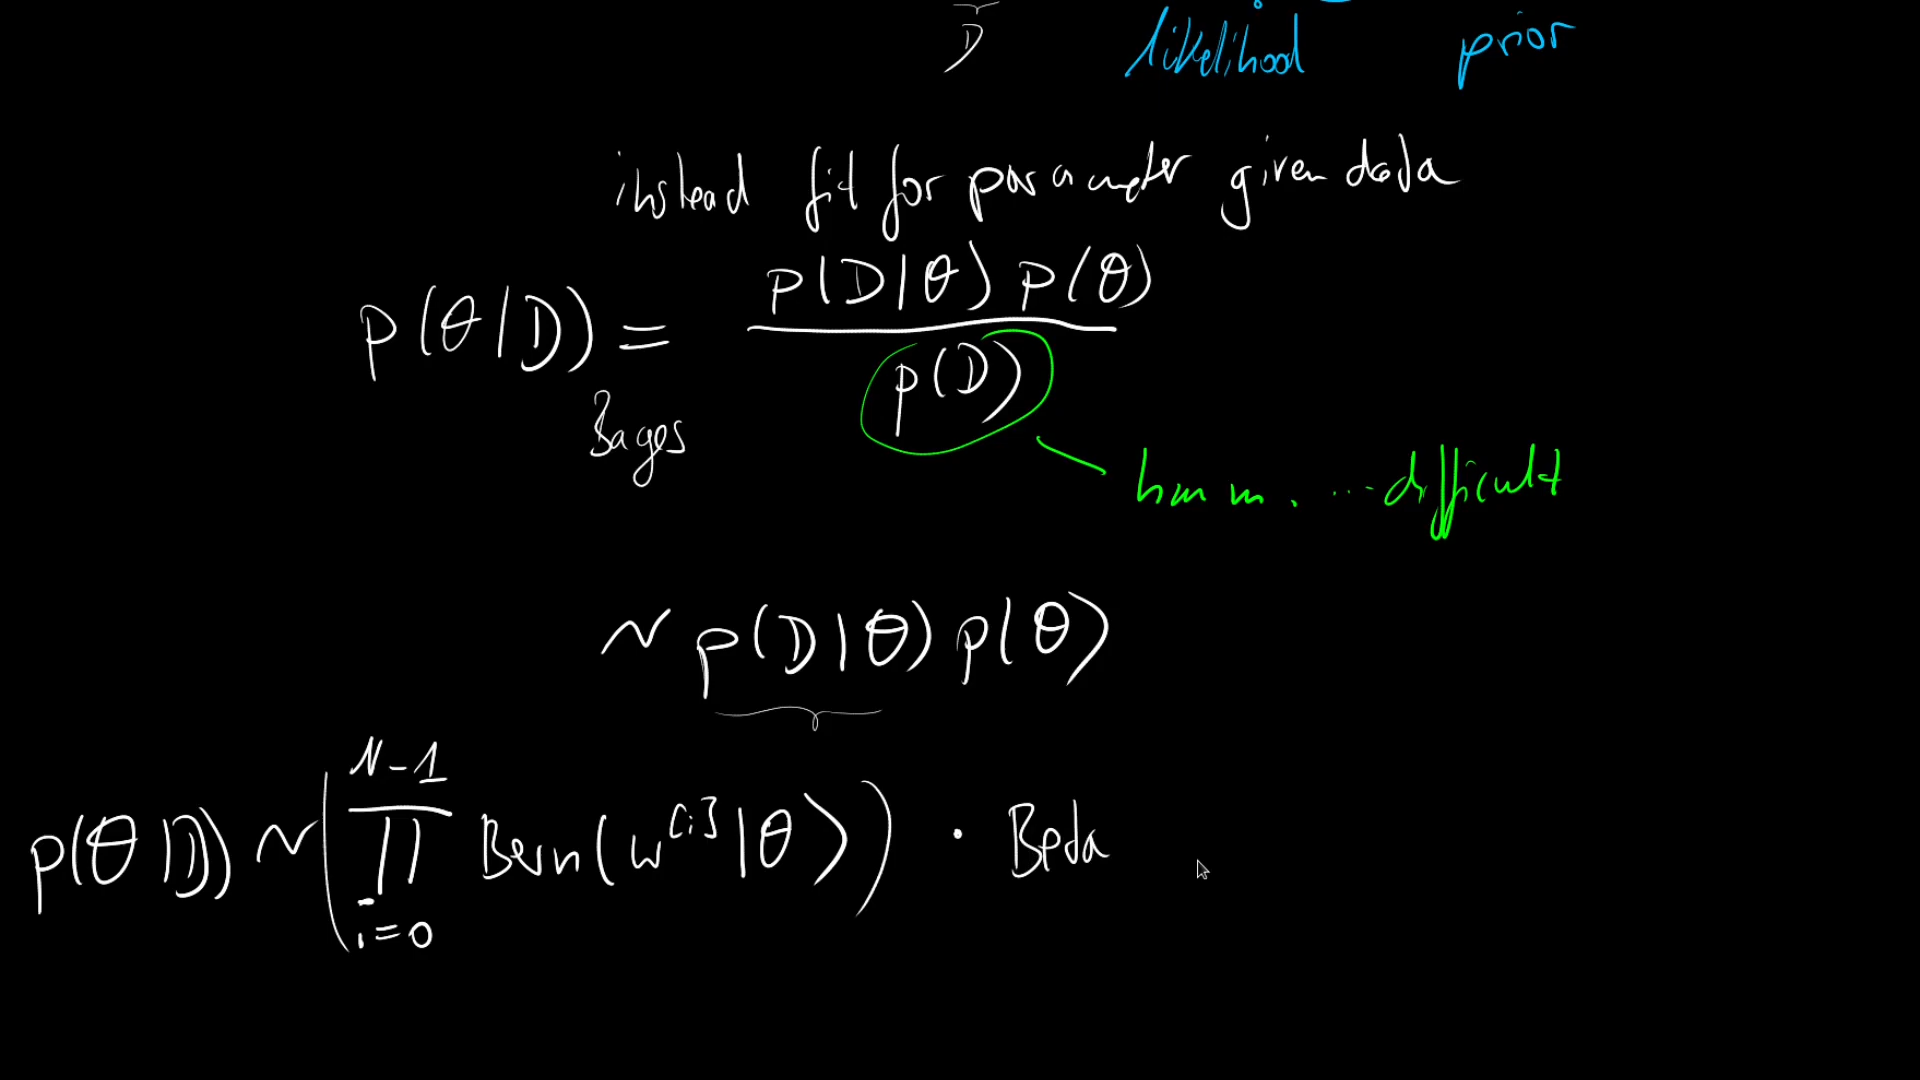 D likelihood prior
instead fit for parameter given data
p(θ|D) = p(D|θ) p(θ) / p(D)
Bayes
hmm. ... difficult
~ p(D|θ) p(θ)
p(θ|D) ~ ( ∏_{i=0}^{N-1} Bern(w^{[i]}|θ) ) · Beta